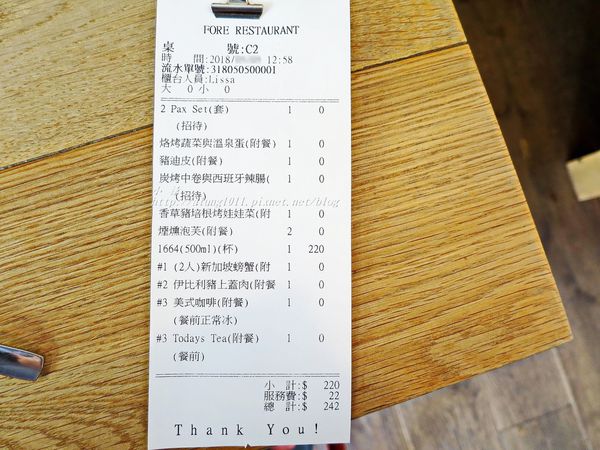 FORE RESTAURANT
桌 號:C2
時 間:2018/ 12:58
流水單號:318050500001
櫃台人員:Lissa
大 0 小 0
2 Pax Set(套) 1 0
(招待)
烙烤蔬菜與溫泉蛋(附餐) 1 0
豬迪皮(附餐) 1 0
炭烤中卷與西班牙辣腸( 1 0
(招待)
香草豬培根烤娃娃菜(附 1 0
煙燻泡芙(附餐) 2 0
1664(500ml)(杯) 1 220
#1 (2人)新加坡螃蟹(附 1 0
#2 伊比利豬上蓋肉(附餐 1 0
#3 美式咖啡(附餐) 1 0
(餐前正常冰)
#3 Todays Tea(附餐) 1 0
(餐前)
小 計:$ 220
服務費:$ 22
總 計:$ 242
Thank You!